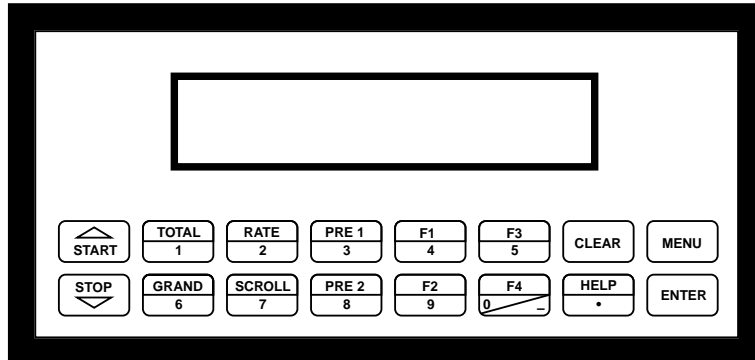 TOTAL RATE PRE 1 F1 F3
START 1 2 3 4 5 CLEAR MENU
STOP GRAND SCROLL PRE 2 F2 F4 HELP
6 7 8 9 0 – • ENTER